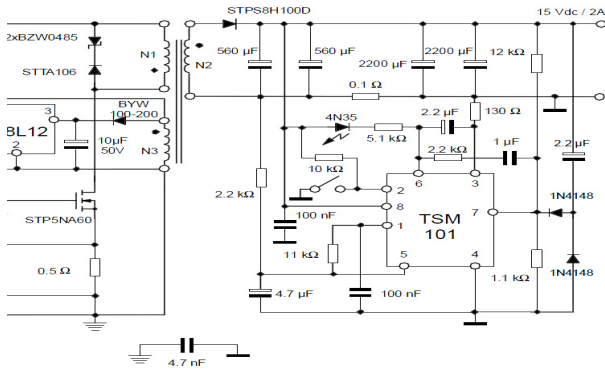 STPS8H100D
15 Vdc / 2A
2xBZW0485
N1
N2
560 µF
560 µF
2200 µF
2200 µF
12 kΩ
STTA106
0.1 Ω
BYW
100-200
3
8L12
2
10µF
50V
N3
4N35
2.2 µF
130 Ω
5.1 kΩ
1 µF
2.2 µF
2.2 kΩ
10 kΩ
6
3
2.2 kΩ
2
8
TSM
101
7
1N4148
STP5NA60
100 nF
1
11 kΩ
5
4
0.5 Ω
1.1 kΩ
1N4148
4.7 µF
100 nF
4.7 nF